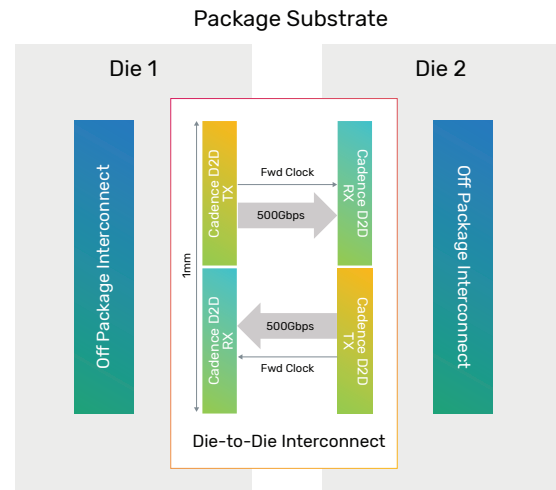 Package Substrate
Die 1
Die 2
Off Package Interconnect
1mm
Cadence D2D
TX
Fwd Clock
500Gbps
Cadence D2D
RX
Cadence D2D
RX
500Gbps
Fwd Clock
Cadence D2D
TX
Off Package Interconnect
Die-to-Die Interconnect